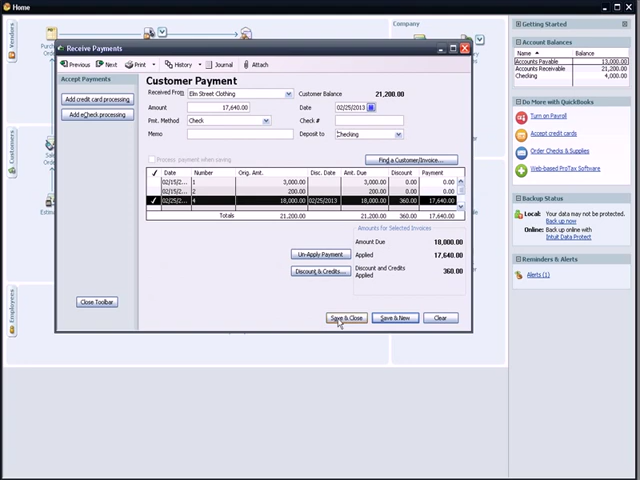 Home
Vendors
Purchase
Order
Customers
Sales
Employees
Company
Receive Payments
Previous Next Print History Journal Attach
Accept Payments
Add credit card processing
Add eCheck processing
Close Toolbar
Customer Payment
Received From Elm Street Clothing Customer Balance 21,200.00
Amount 17,640.00 Date 02/25/2013
Pmt. Method Check Check #
Memo Deposit to Checking
Process payment when saving
Find a Customer/Invoice...
✓ Date Number Orig. Amt. Disc. Date Amt. Due Discount Payment
02/15/2... 1 3,000.00 3,000.00 0.00 0.00
02/15/2... 2 200.00 200.00 0.00 0.00
✓ 02/25/2... 4 18,000.00 02/25/2013 18,000.00 360.00 17,640.00
Totals 21,200.00 21,200.00 360.00 17,640.00
Amounts for Selected Invoices
Amount Due 18,000.00
Applied 17,640.00
Discount and Credits
Applied 360.00
Un-Apply Payment
Discount & Credits...
Save & Close Save & New Clear
Getting Started
Account Balances
Name Balance
Accounts Payable 13,000.00
Accounts Receivable 21,200.00
Checking 4,000.00
Do More with QuickBooks
Turn on Payroll
Accept credit cards
Order Checks & Supplies
Web-based ProTax Software
Backup Status
Local: Your data may not be protected.
Back up now
Online: Back up online with
Intuit Data Protect
Reminders & Alerts
Alerts (1)